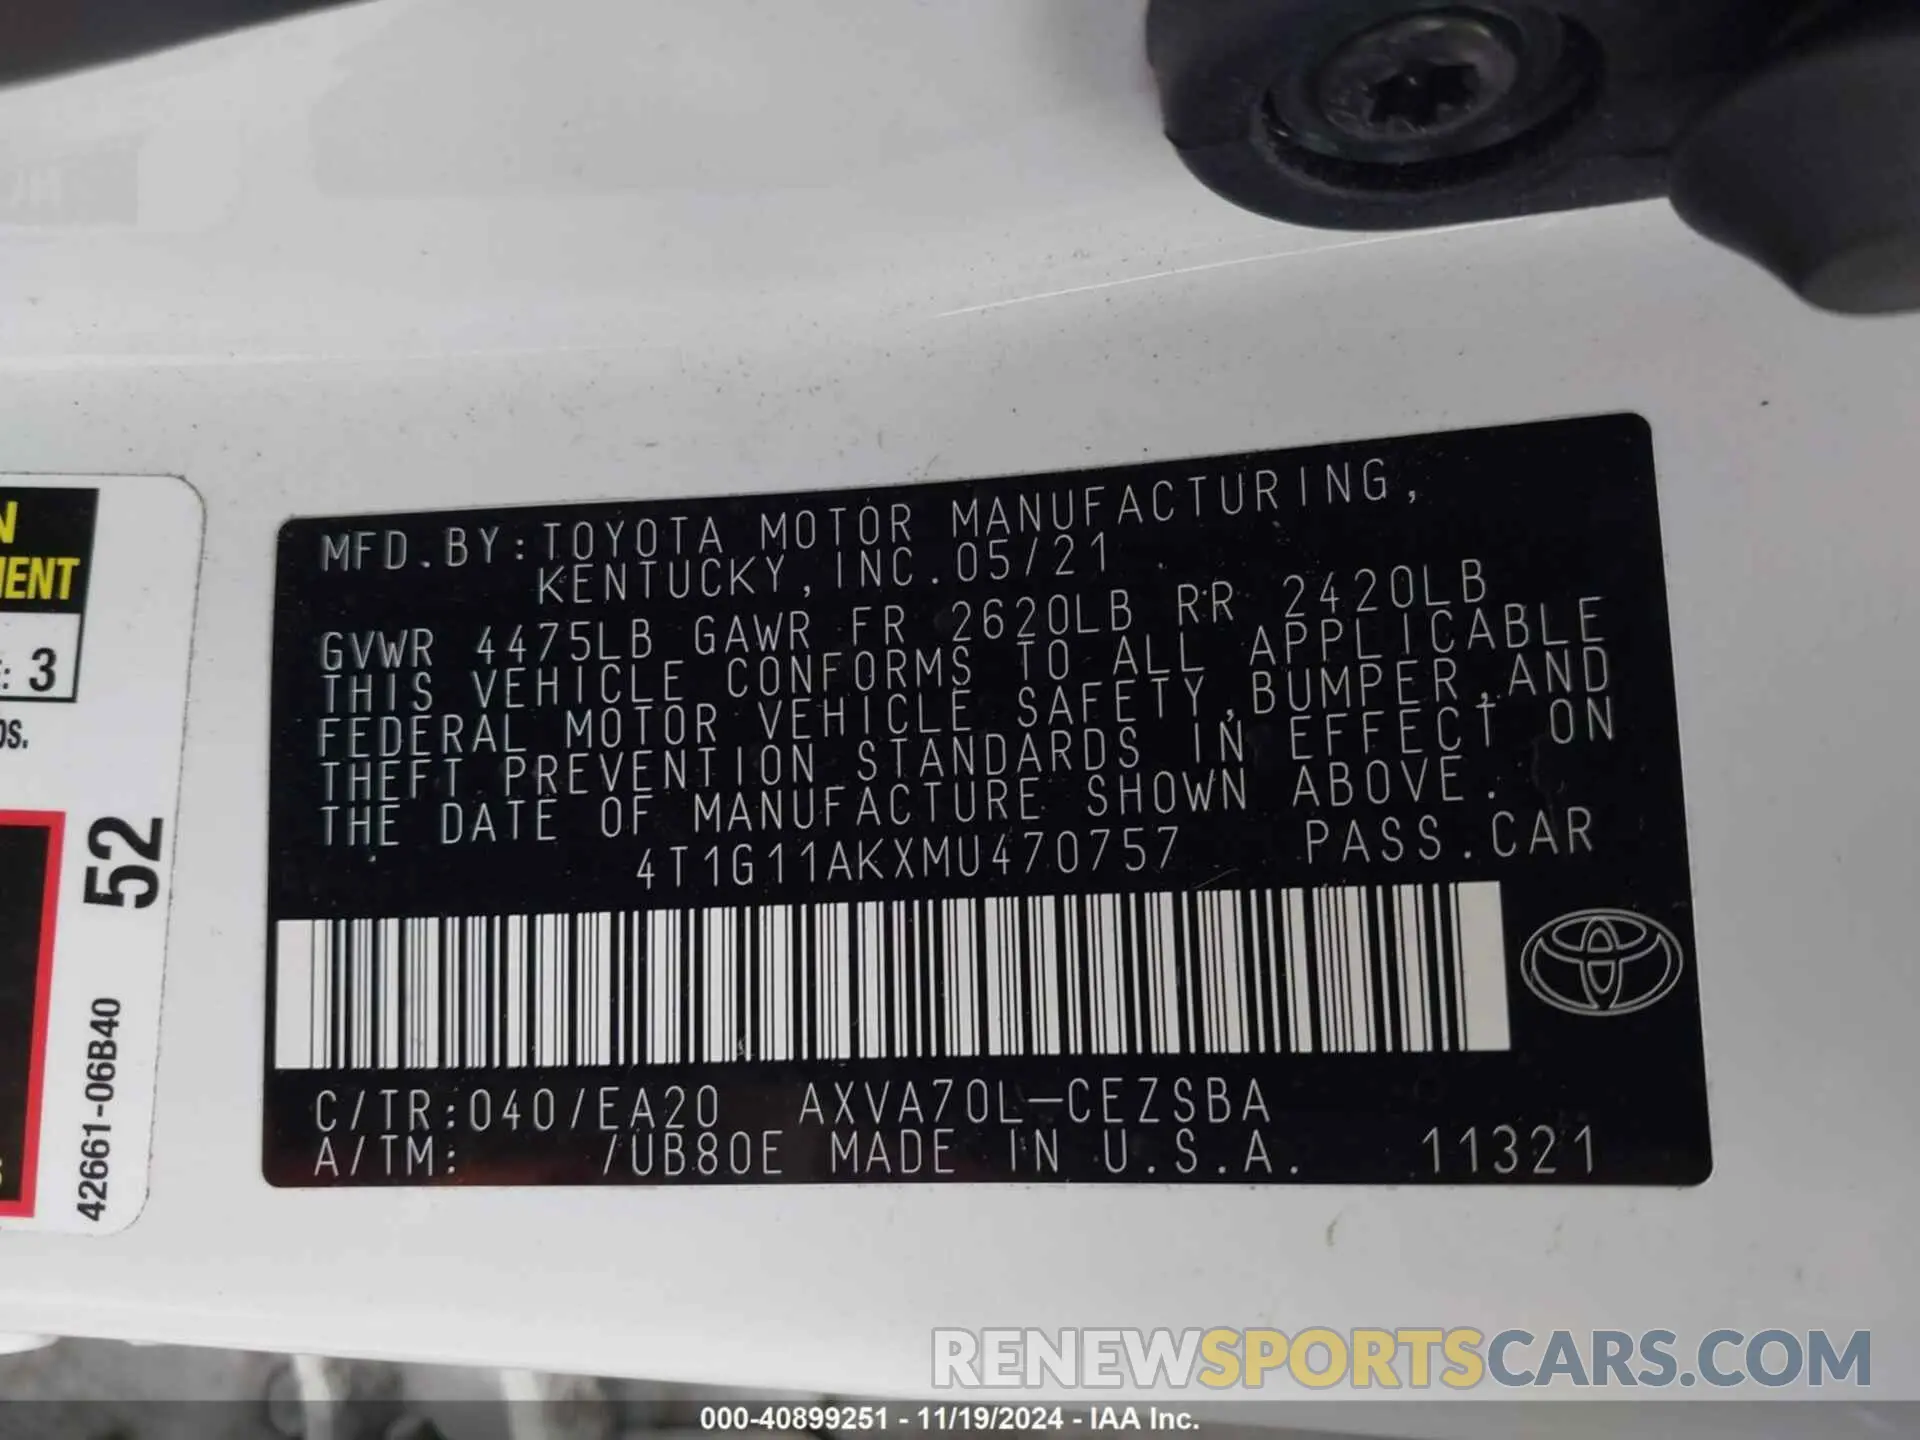 MFD.BY:TOYOTA MOTOR MANUFACTURING,
KENTUCKY,INC.05/21
GVWR 4475LB GAWR FR 2620LB RR 2420LB
THIS VEHICLE CONFORMS TO ALL APPLICABLE
FEDERAL MOTOR VEHICLE SAFETY,BUMPER,AND
THEFT PREVENTION STANDARDS IN EFFECT ON
THE DATE OF MANUFACTURE SHOWN ABOVE.
4T1G11AKXMU470757 PASS.CAR
C/TR:040/EA20 AXVA70L-CEZSBA
A/TM: /UB80E MADE IN U.S.A. 11321
3
52
42661-06B40
RENEWSPORTSCARS.COM
000-40899251 - 11/19/2024 - IAA Inc.